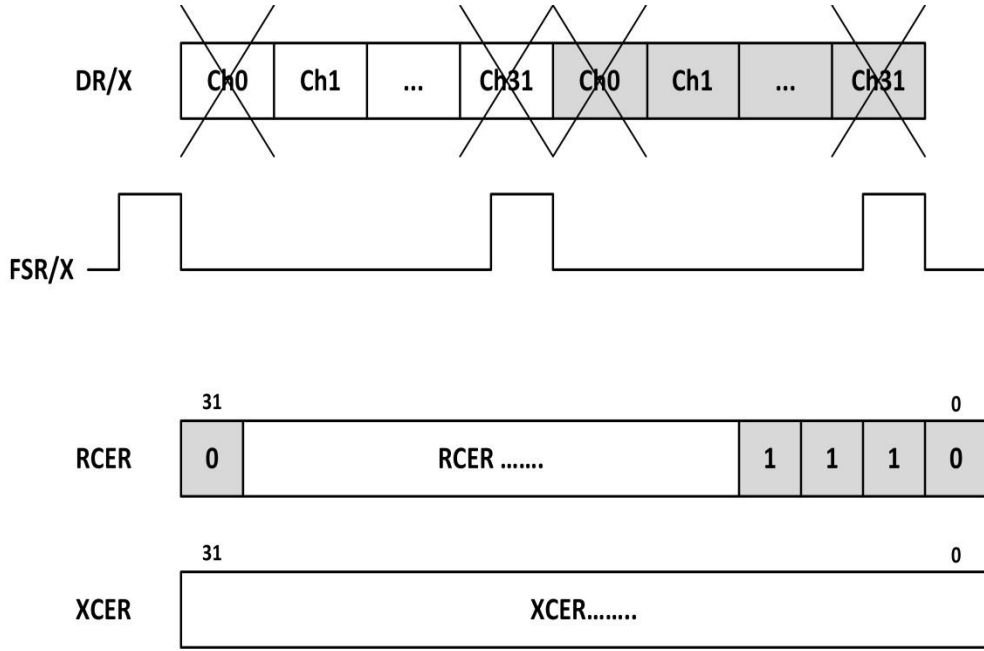 DR/X Ch0 Ch1 ... Ch31 Ch0 Ch1 ... Ch31
FSR/X
31 0
RCER 0 RCER ....... 1 1 1 0
31 0
XCER XCER........